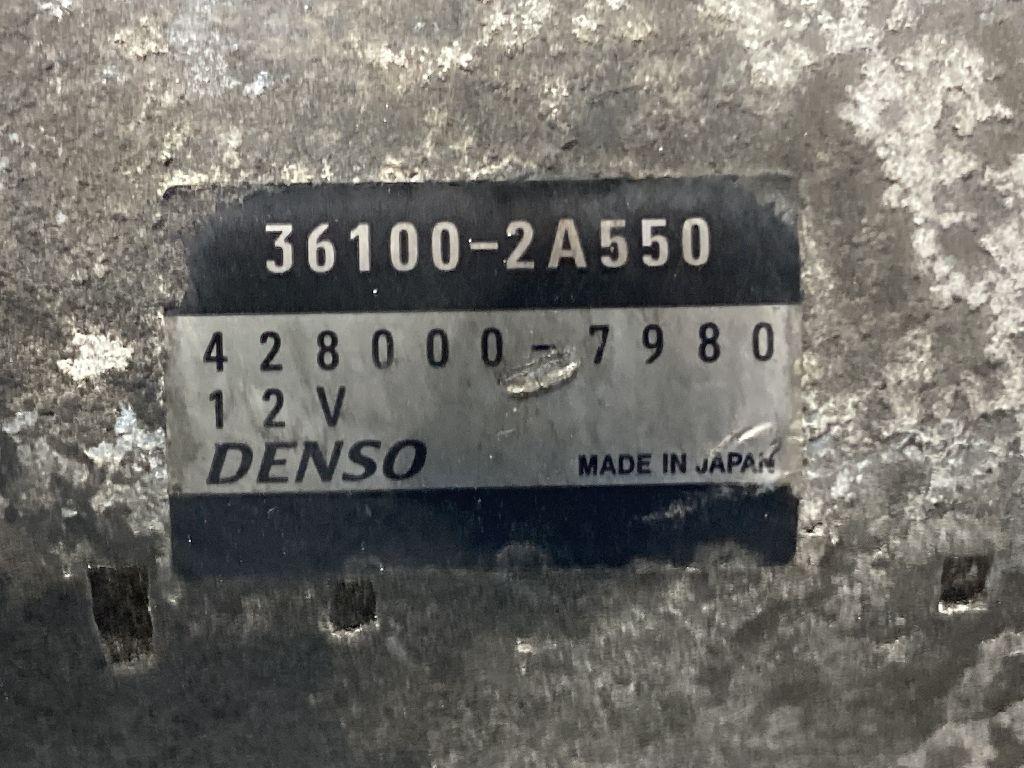 36100-2A550
428000-7980
12V
DENSO
MADE IN JAPAN